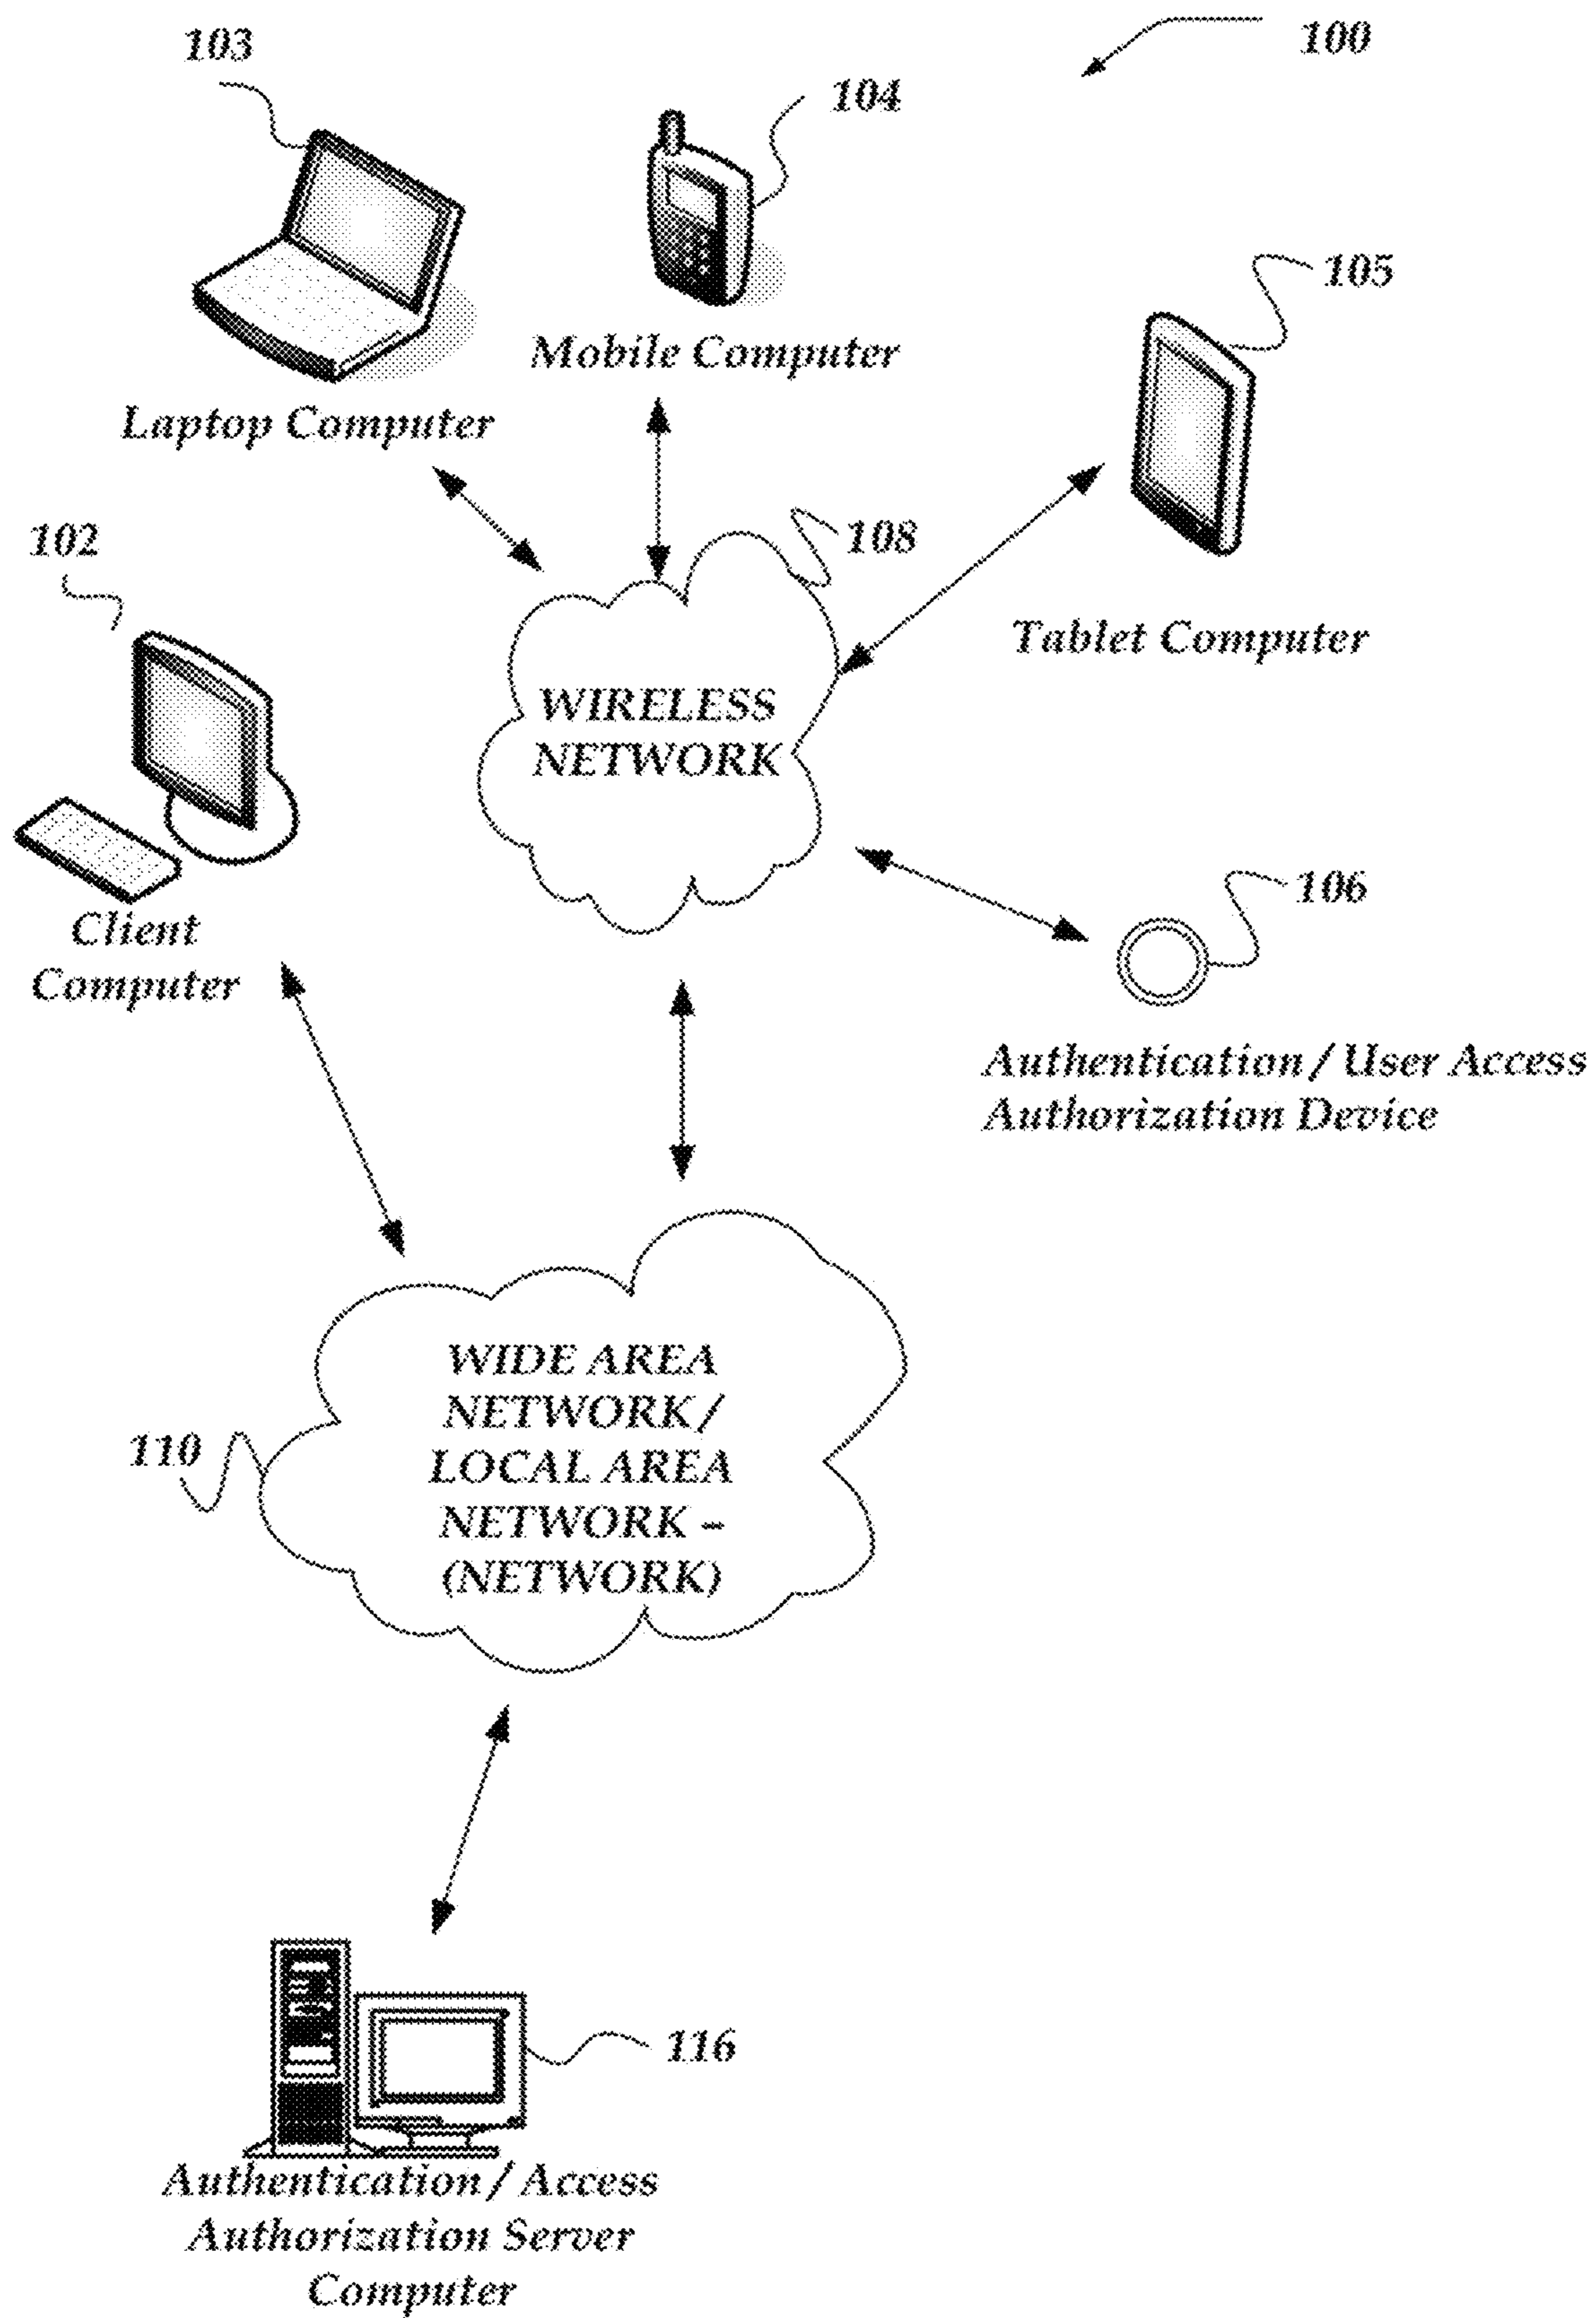 100
103
104
105
Mobile Computer
Laptop Computer
102
108
Tablet Computer
WIRELESS
NETWORK
106
Client
Computer
Authentication / User Access
Authorization Device
WIDE AREA
NETWORK /
LOCAL AREA
NETWORK –
(NETWORK)
110
116
Authentication / Access
Authorization Server
Computer